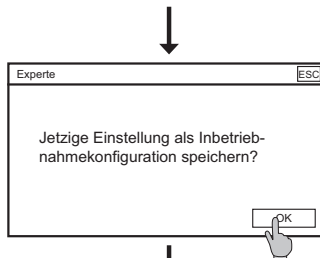 Experte ESC
Jetzige Einstellung als Inbetrieb-
nahmekonfiguration speichern?
OK